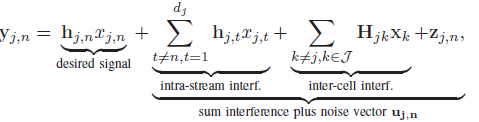 y_{j,n} = h_{j,n}x_{j,n} + \sum_{t≠n,t=1}^{d_j} h_{j,t}x_{j,t} + \sum_{k≠j,k∈\mathcal{J}} H_{jk}x_k + z_{j,n},
desired signal
intra-stream interf. inter-cell interf.
sum interference plus noise vector u_{j,n}